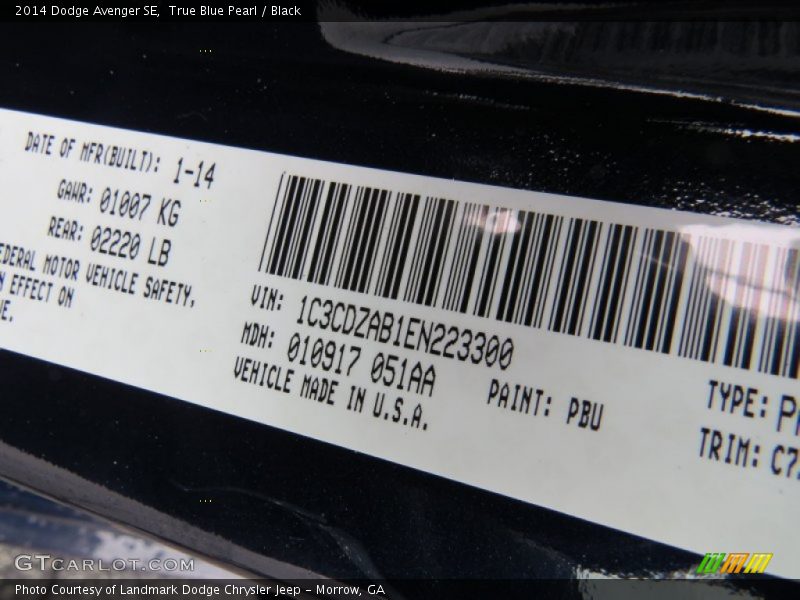 2014 Dodge Avenger SE, True Blue Pearl / Black
DATE OF MFR(BUILT): 1-14
GAWR: 01007 KG
REAR: 02220 LB
FEDERAL MOTOR VEHICLE SAFETY,
EFFECT ON
VIN: 1C3CDZAB1EN223300
MDH: 010917 051AA
VEHICLE MADE IN U.S.A.
PAINT: PBU
TYPE:
TRIM:
GTCARLOT.COM
Photo Courtesy of Landmark Dodge Chrysler Jeep - Morrow, GA